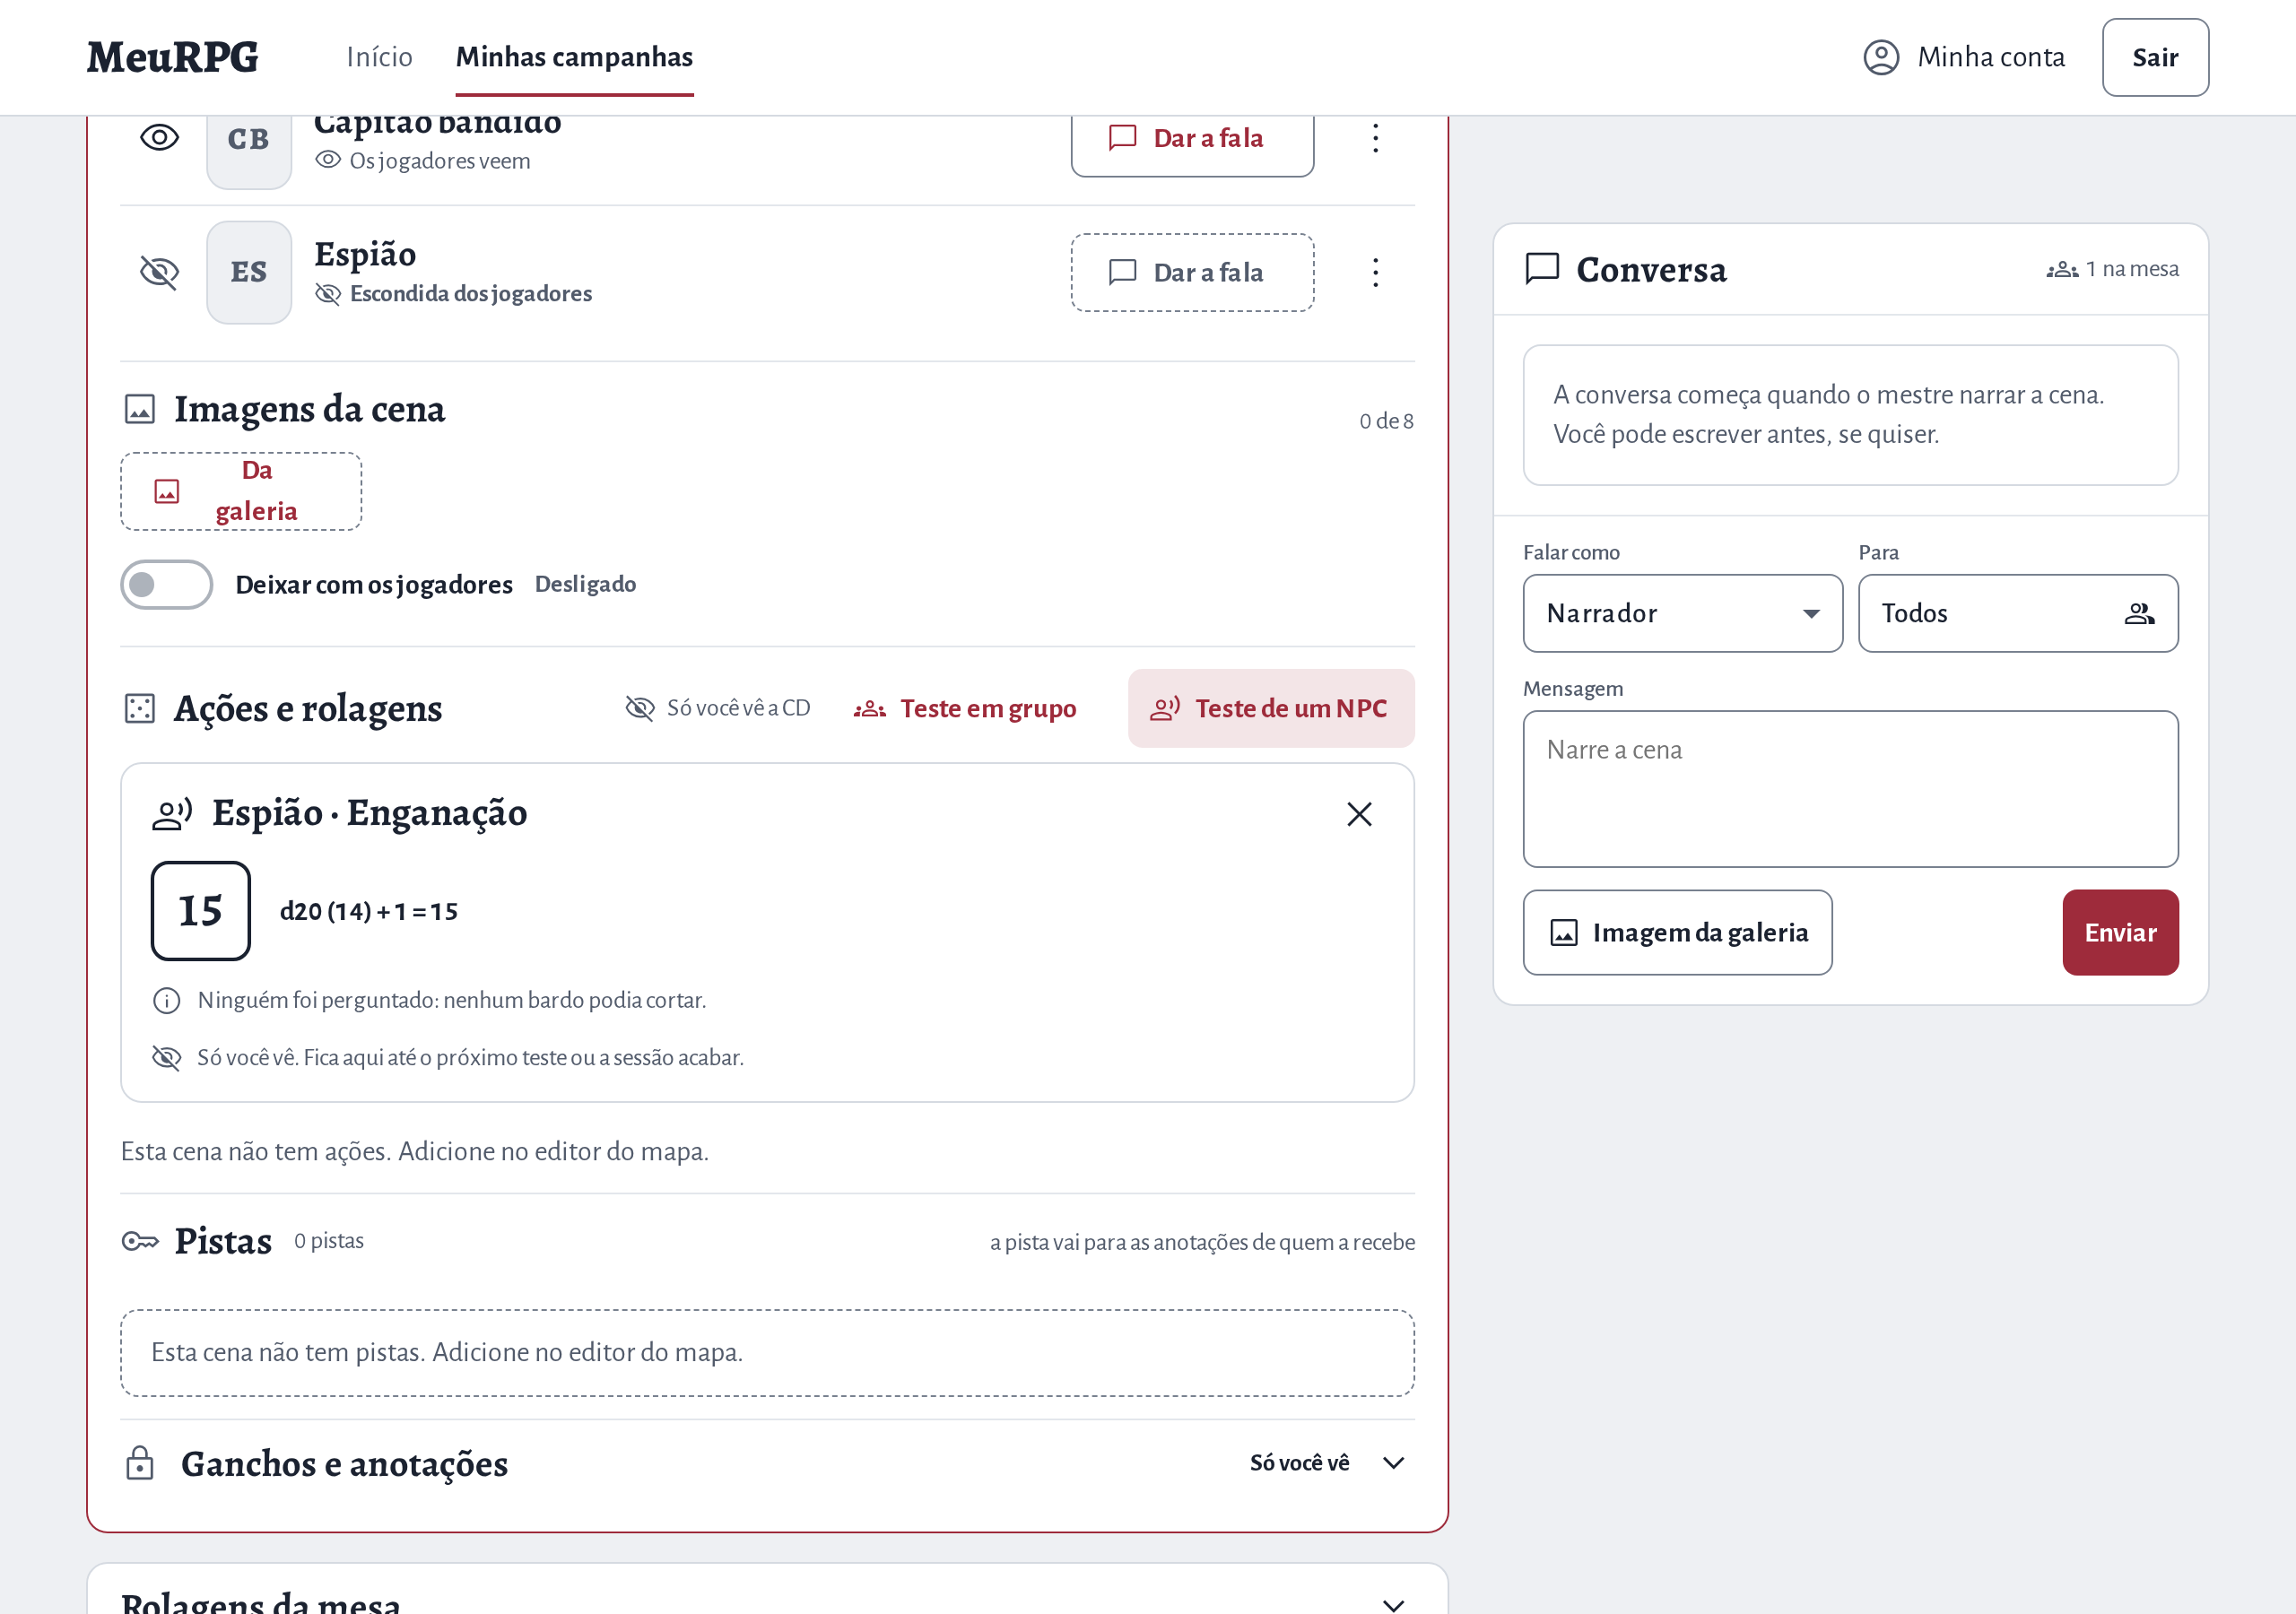 MeuRPG
Início
Minhas campanhas
Minha conta
Sair
CB
Capitão bandido
Os jogadores veem
Dar a fala
ES
Espião
Escondida dos jogadores
Dar a fala
Imagens da cena
0 de 8
Da
galeria
Deixar com os jogadores
Desligado
Ações e rolagens
Só você vê a CD
Teste em grupo
Teste de um NPC
Espião · Enganação
15
d20 (14) + 1 = 15
Ninguém foi perguntado: nenhum bardo podia cortar.
Só você vê. Fica aqui até o próximo teste ou a sessão acabar.
Esta cena não tem ações. Adicione no editor do mapa.
Pistas
0 pistas
a pista vai para as anotações de quem a recebe
Esta cena não tem pistas. Adicione no editor do mapa.
Ganchos e anotações
Só você vê
Rolagens da mesa
Conversa
1 na mesa
A conversa começa quando o mestre narrar a cena.
Você pode escrever antes, se quiser.
Falar como
Para
Narrador
Todos
Mensagem
Narre a cena
Imagem da galeria
Enviar